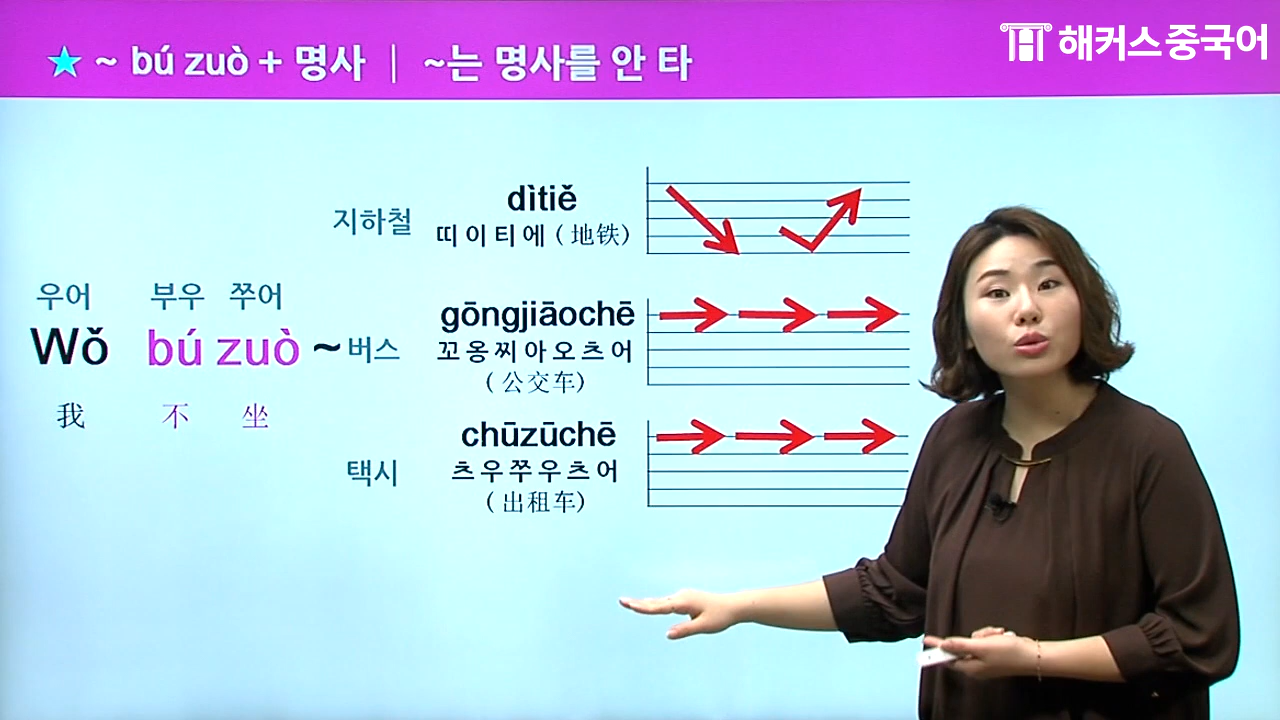 해커스중국어
★ ~ bú zuò + 명사 | ~는 명사를 안 타
지하철
dìtiě
띠이티에 (地铁)
우어 부우 쭈어
Wǒ bú zuò ~
我 不 坐
버스
gōngjiāochē
꼬옹찌아오츠어
(公交车)
택시
chūzūchē
츠우쭈우츠어
(出租车)